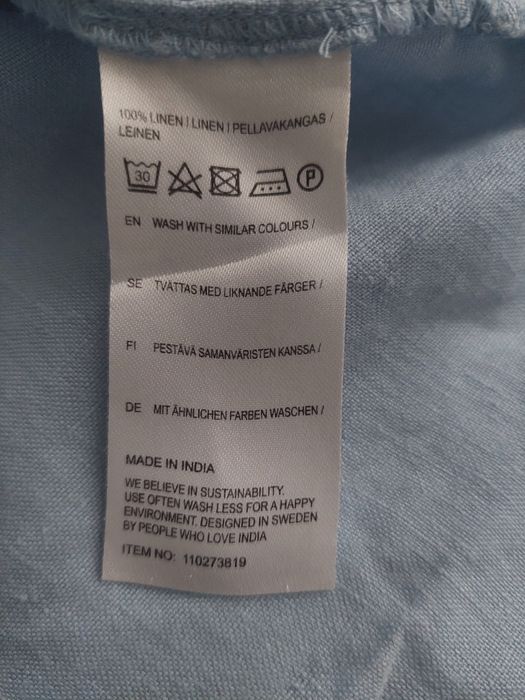 100% LINEN | LINEN | PELLAVAKANGAS /
LEINEN
30
P
EN WASH WITH SIMILAR COLOURS /
SE TVÄTTAS MED LIKNANDE FÄRGER /
FI PESTÄVÄ SAMANVÄRISTEN KANSSA /
DE MIT ÄHNLICHEN FARBEN WASCHEN /
MADE IN INDIA
WE BELIEVE IN SUSTAINABILITY.
USE OFTEN WASH LESS FOR A HAPPY
ENVIRONMENT. DESIGNED IN SWEDEN
BY PEOPLE WHO LOVE INDIA
ITEM NO: 110273819